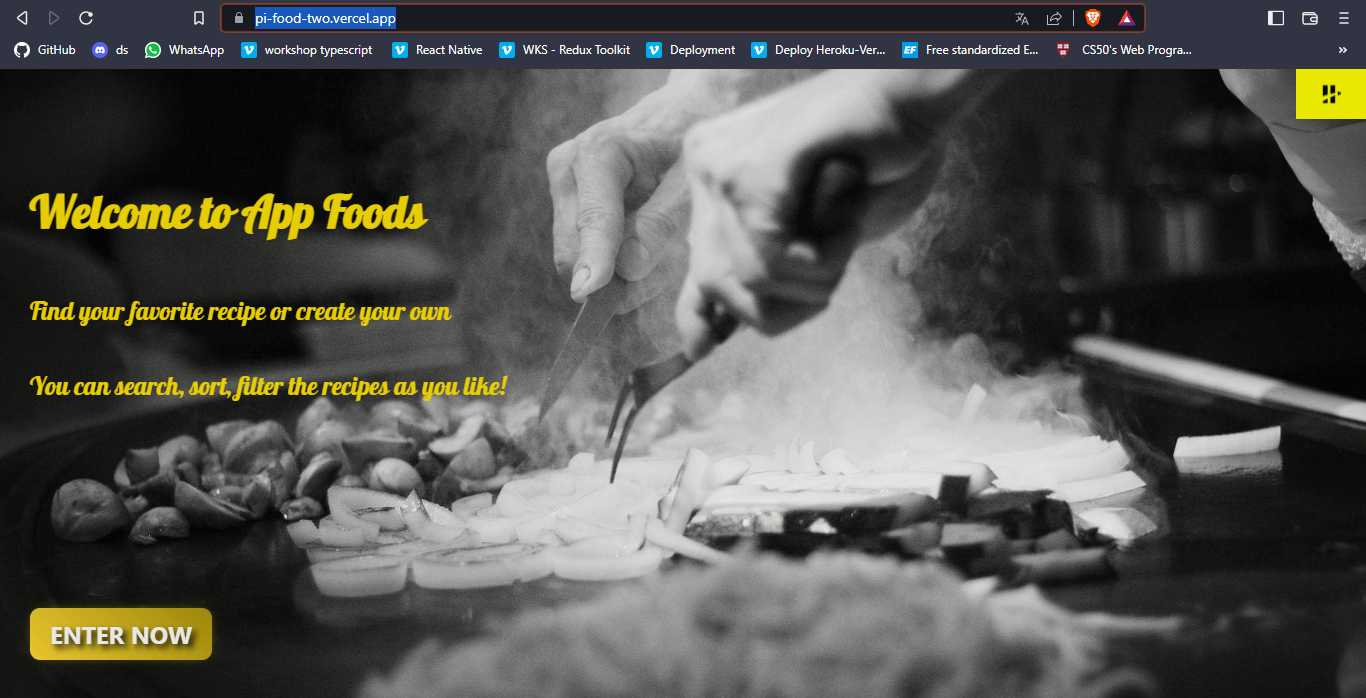 pi-food-two.vercel.app
GitHub
ds
WhatsApp
workshop typescript
React Native
WKS - Redux Toolkit
Deployment
Deploy Heroku-Ver...
EF
Free standardized E...
CS50's Web Progra...
»
Welcome to App Foods
Find your favorite recipe or create your own
You can search, sort, filter the recipes as you like!
ENTER NOW